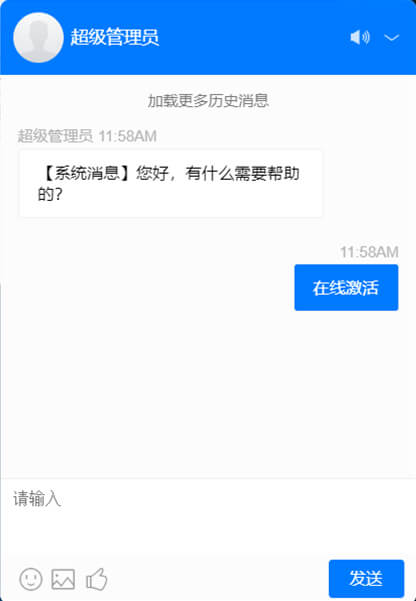 超级管理员
加载更多历史消息
超级管理员 11:58AM
【系统消息】您好，有什么需要帮助
的?
11:58AM
在线激活
请输入
发送